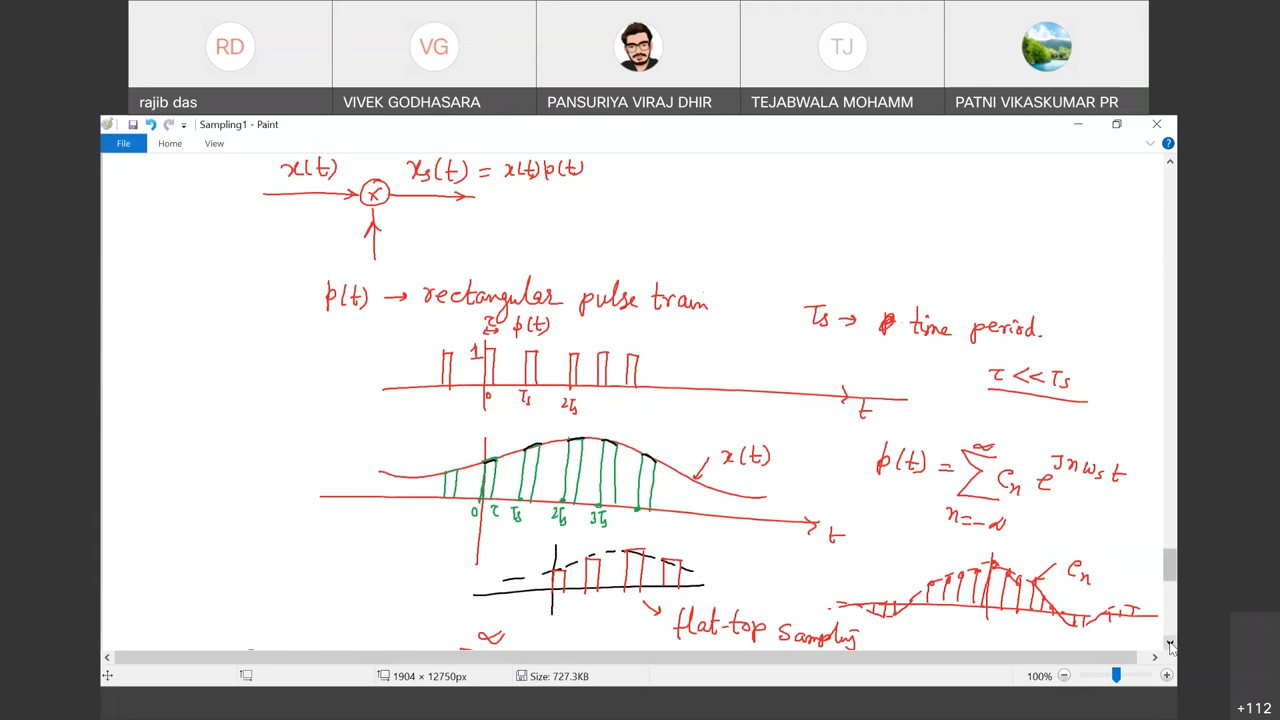 RD VG TJ
rajib das VIVEK GODHASARA PANSURIYA VIRAJ DHIR TEJABWALA MOHAMM PATNI VIKASKUMAR PR
Sampling1 - Paint
File Home View
x(t) xs(t) = x(t)p(t)
x
p(t) → rectangular pulse train
Ts → time period.
τ p(t)
1
τ << Ts
0 Ts 2Ts t
x(t)
p(t) = ∑ Cn e^Jnωst
∞
n=-∞
0 τ Ts 2Ts 3Ts t
Cn
flat-top sampling
∞
1904 × 12750px Size: 727.3KB 100%
+112